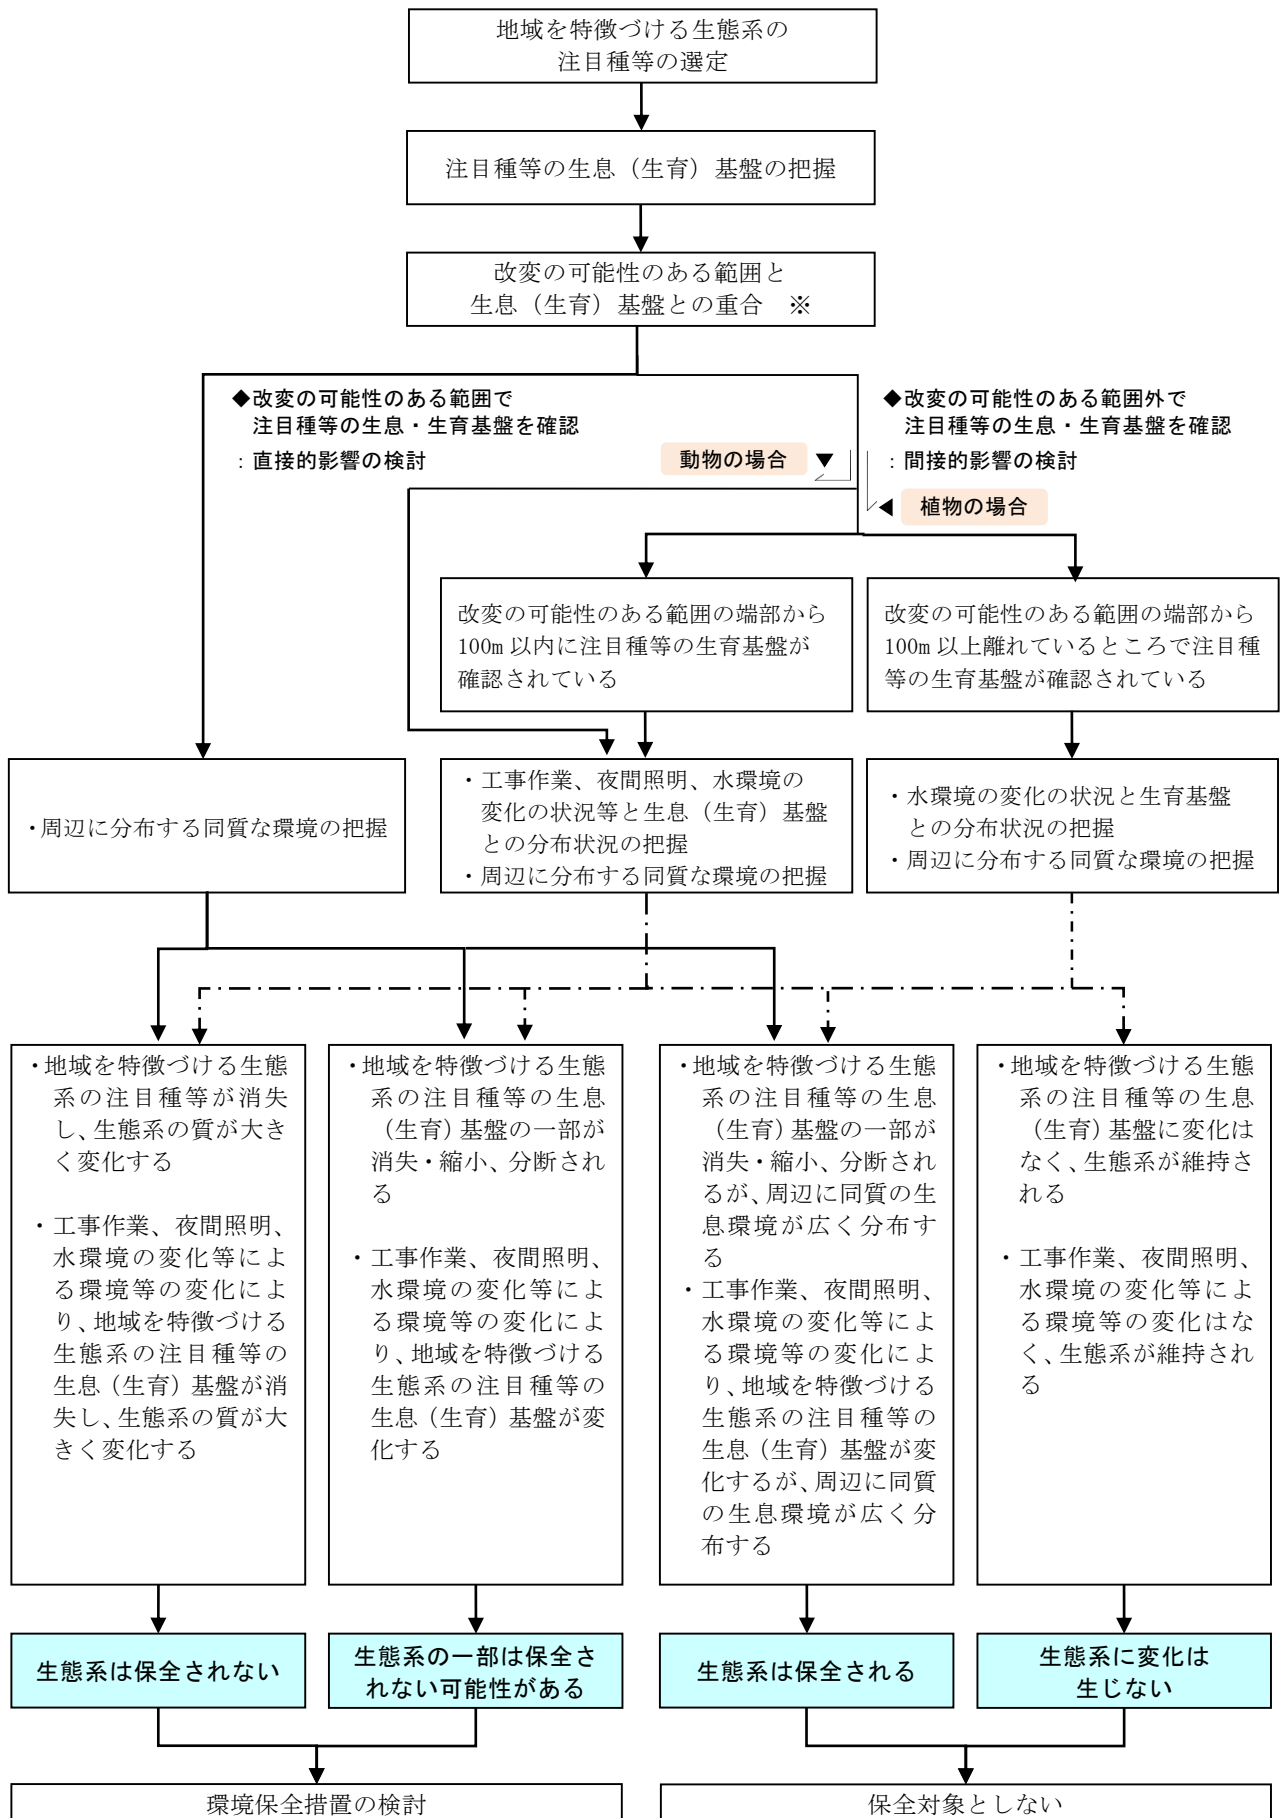 地域を特徴づける生態系の
注目種等の選定
注目種等の生息（生育）基盤の把握
改変の可能性のある範囲と
生息（生育）基盤との重合　※
◆改変の可能性のある範囲で
注目種等の生息・生育基盤を確認
：直接的影響の検討
◆改変の可能性のある範囲外で
注目種等の生息・生育基盤を確認
：間接的影響の検討
動物の場合
植物の場合
改変の可能性のある範囲の端部から
100m 以内に注目種等の生育基盤が
確認されている
改変の可能性のある範囲の端部から
100m 以上離れているところで注目種
等の生育基盤が確認されている
・周辺に分布する同質な環境の把握
・工事作業、夜間照明、水環境の
変化の状況等と生息（生育）基盤
との分布状況の把握
・周辺に分布する同質な環境の把握
・水環境の変化の状況と生育基盤
との分布状況の把握
・周辺に分布する同質な環境の把握
・地域を特徴づける生態
系の注目種等が消失
し、生態系の質が大き
く変化する
・工事作業、夜間照明、
水環境の変化等によ
る環境等の変化によ
り、地域を特徴づける
生態系の注目種等の
生息（生育）基盤が消
失し、生態系の質が大
きく変化する
・地域を特徴づける生態
系の注目種等の生息
（生育）基盤の一部が
消失・縮小、分断され
る
・工事作業、夜間照明、
水環境の変化等によ
る環境等の変化によ
り、地域を特徴づける
生態系の注目種等の
生息（生育）基盤が変
化する
・地域を特徴づける生態
系の注目種等の生息
（生育）基盤の一部が
消失・縮小、分断され
るが、周辺に同質の生
息環境が広く分布す
る
・工事作業、夜間照明、
水環境の変化等によ
る環境等の変化によ
り、地域を特徴づける
生態系の注目種等の
生息（生育）基盤が変
化するが、周辺に同質
の生息環境が広く分
布する
・地域を特徴づける生態
系の注目種等の生息
（生育）基盤に変化は
なく、生態系が維持さ
れる
・工事作業、夜間照明、
水環境の変化等によ
る環境等の変化はな
く、生態系が維持され
る
生態系は保全されない
生態系の一部は保全さ
れない可能性がある
生態系は保全される
生態系に変化は
生じない
環境保全措置の検討
保全対象としない